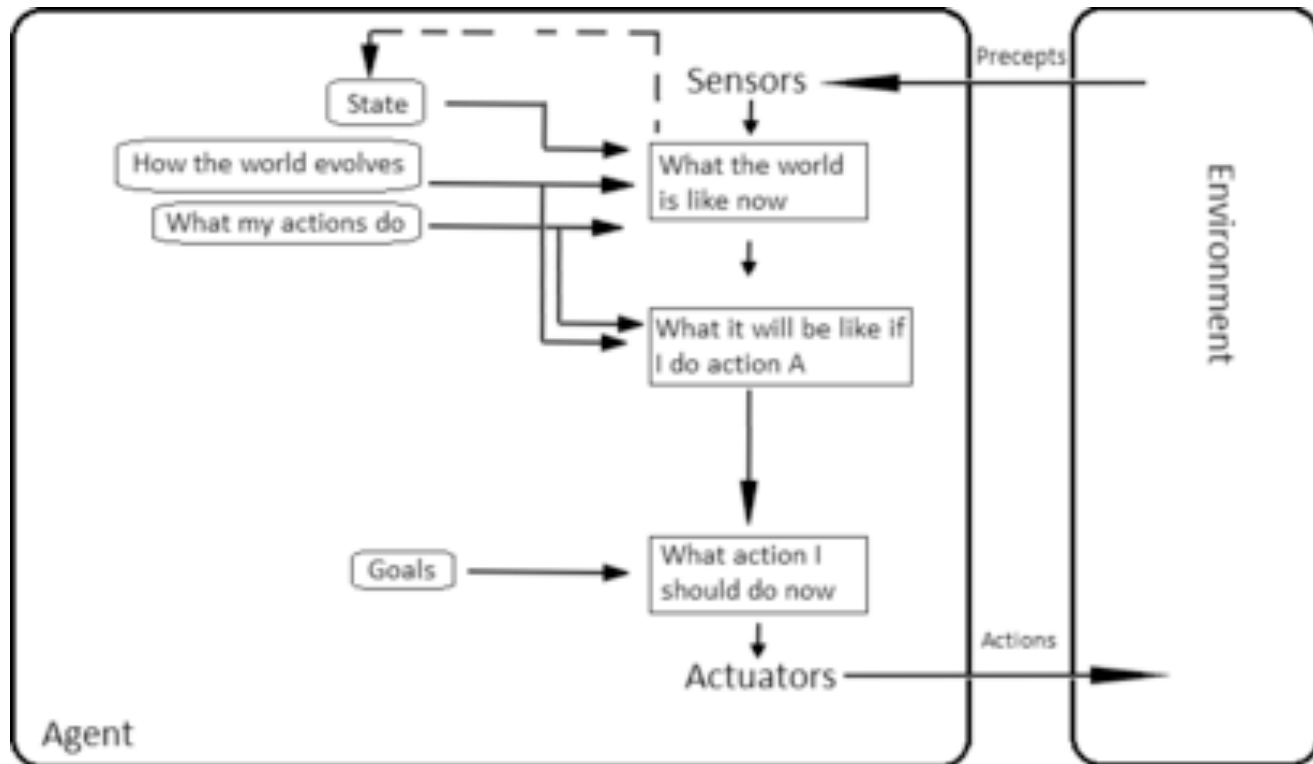 Precepts
Sensors
State
How the world evolves
What the world
is like now
What my actions do
Environment
What it will be like if
I do action A
What action I
should do now
Goals
Actions
Actuators
Agent